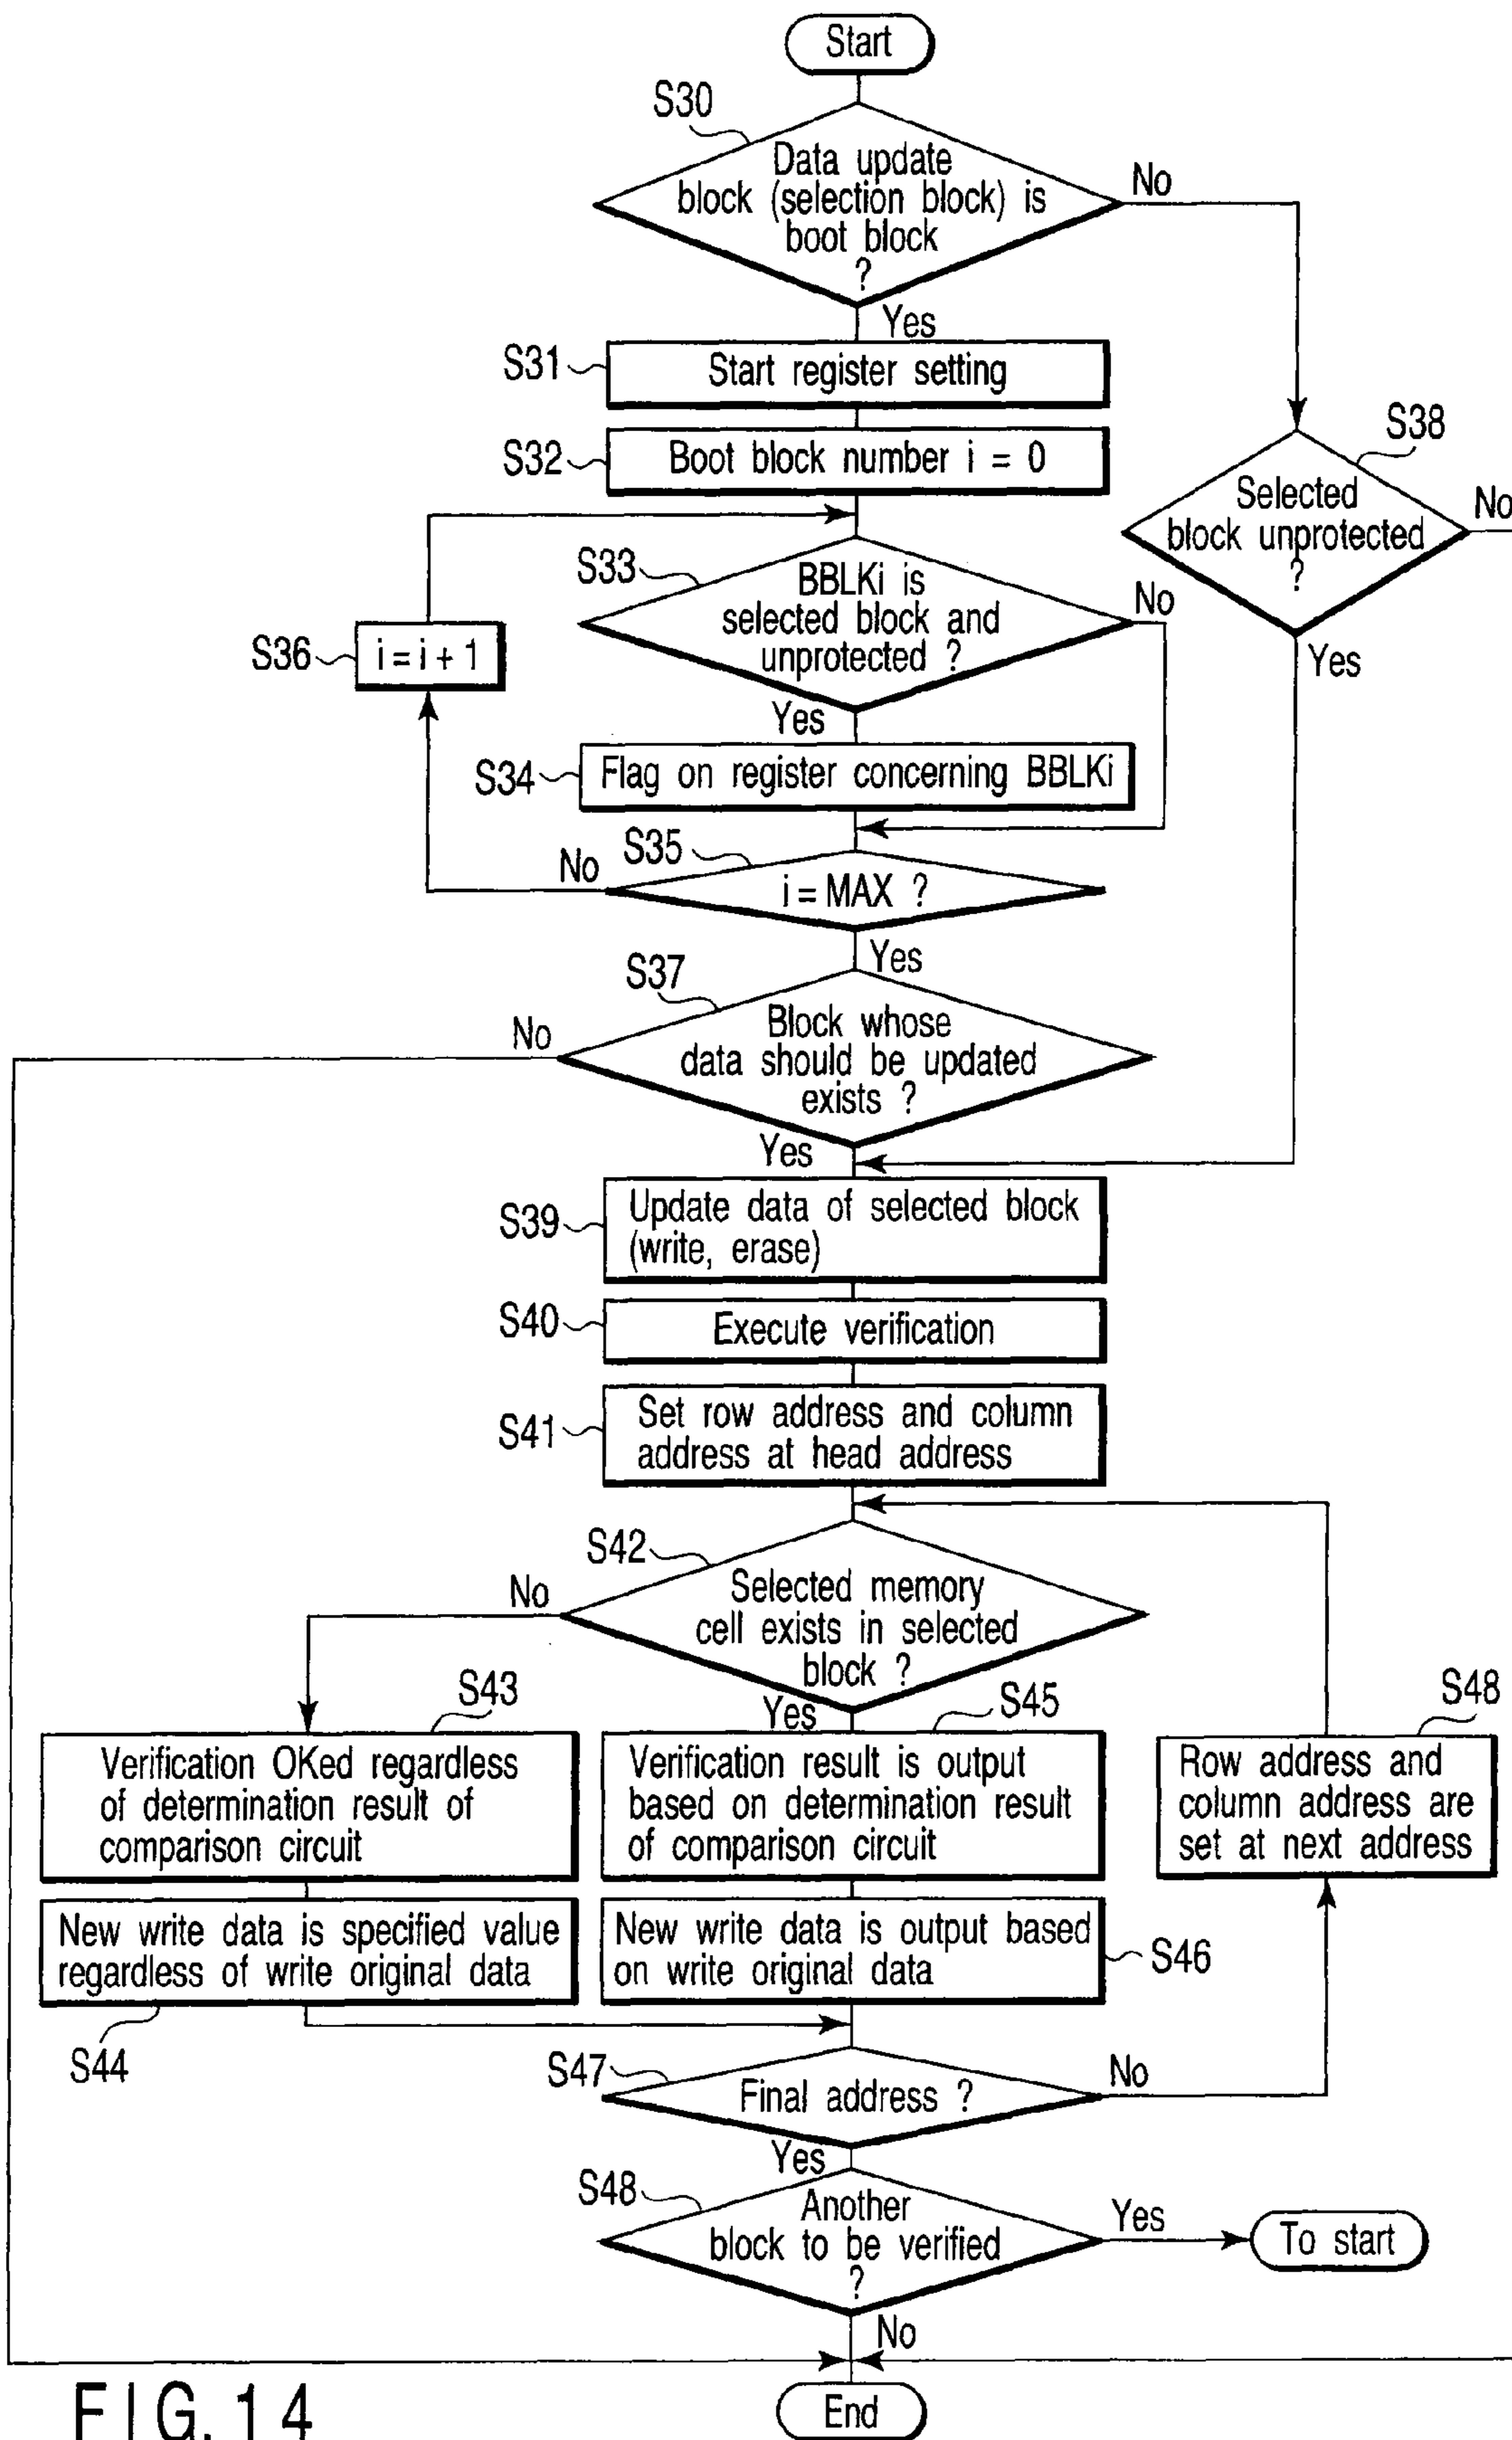 Start
S30
Data update
block (selection block) is
boot block
?
No
Yes
S31
Start register setting
S32
Boot block number i = 0
S38
Selected
block unprotected
?
No
Yes
S33
BBLKi is
selected block and
unprotected ?
No
Yes
S36
i = i + 1
S34
Flag on register concerning BBLKi
S35
No
i = MAX ?
Yes
S37
No
Block whose
data should be updated
exists ?
Yes
S39
Update data of selected block
(write, erase)
S40
Execute verification
S41
Set row address and column
address at head address
S42
No
Selected memory
cell exists in selected
block ?
Yes
S43
Verification OKed regardless
of determination result of
comparison circuit
S45
Verification result is output
based on determination result
of comparison circuit
S48
Row address and
column address are
set at next address
New write data is specified value
regardless of write original data
S44
New write data is output based
on write original data
S46
S47
Final address ?
No
Yes
S48
Another
block to be verified
?
Yes
To start
No
End
FIG.14